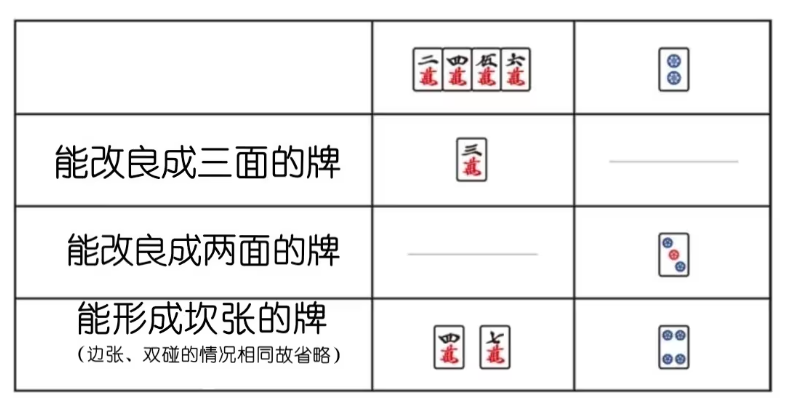 二萬 四萬 伍萬 六萬
能改良成三面的牌
三萬
能改良成两面的牌
能形成坎张的牌
(边张、双碰的情况相同故省略)
四萬 七萬